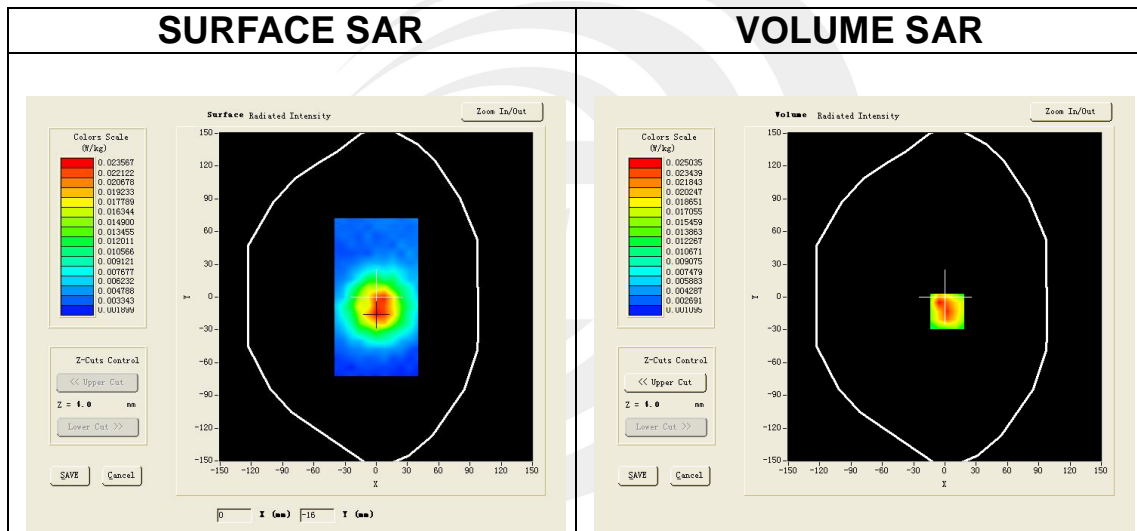 SURFACE SAR
VOLUME SAR
Surface Radiated Intensity
Zoom In/Out
Colors Scale
(W/kg)
0.023567
0.022122
0.020678
0.019233
0.017789
0.016344
0.014900
0.013455
0.012011
0.010566
0.009121
0.007677
0.006232
0.004788
0.003343
0.001899
150
120
90
60
30
0
-30
-60
-90
-120
-150
Y
-150 -120 -90 -60 -30 0 30 60 90 120 150
X
Z-Cuts Control
<< Upper Cut
Z = 4.0 mm
Lower Cut >>
SAVE Cancel
0 X (mm) -16 Y (mm)
Volume Radiated Intensity
Zoom In/Out
Colors Scale
(W/kg)
0.025035
0.023439
0.021843
0.020247
0.018651
0.017055
0.015459
0.013863
0.012267
0.010671
0.009075
0.007479
0.005883
0.004287
0.002691
0.001095
150
120
90
60
30
0
-30
-60
-90
-120
-150
Y
-150 -120 -90 -60 -30 0 30 60 90 120 150
X
Z-Cuts Control
<< Upper Cut
Z = 4.0 mm
Lower Cut >>
SAVE Cancel